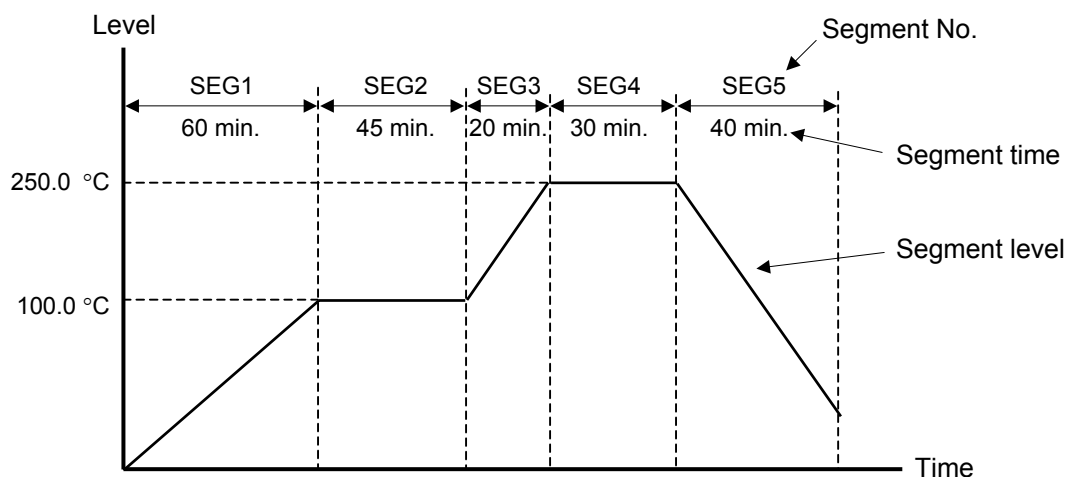 Level
Segment No.
SEG1 SEG2 SEG3 SEG4 SEG5
60 min. 45 min. 20 min. 30 min. 40 min.
Segment time
250.0 °C
Segment level
100.0 °C
Time